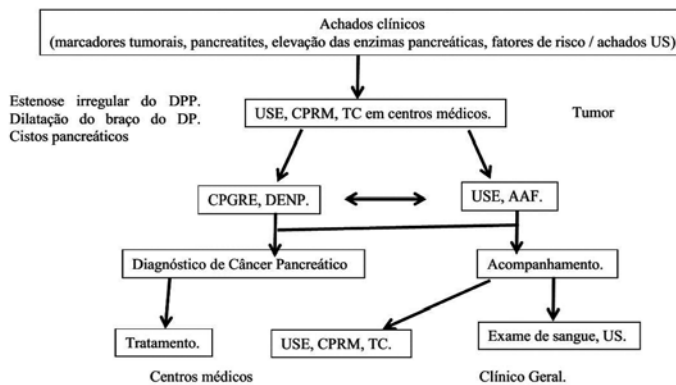 Achados clínicos
(marcadores tumorais, pancreatites, elevação das enzimas pancreáticas, fatores de risco / achados US)
Estenose irregular do DPP.
Dilatação do braço do DP.
Cistos pancreáticos
USE, CPRM, TC em centros médicos.
Tumor
CPGRE, DENP.
USE, AAF.
Diagnóstico de Câncer Pancreático
Acompanhamento.
Tratamento.
USE, CPRM, TC.
Exame de sangue, US.
Centros médicos
Clínico Geral.